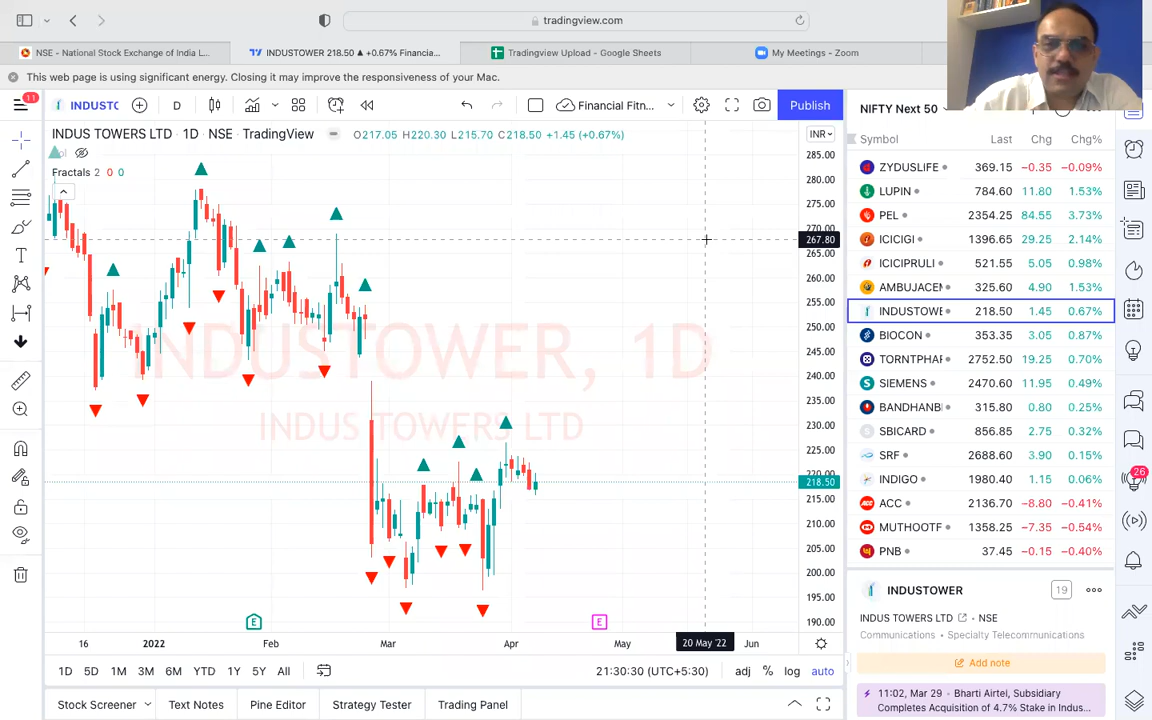 tradingview.com
NSE - National Stock Exchange of India L...
INDUSTOWER 218.50 ▲ +0.67% Financia...
Tradingview Upload - Google Sheets
My Meetings - Zoom
This web page is using significant energy. Closing it may improve the responsiveness of your Mac.
11
INDUSTC
D
Financial Fitn...
Publish
NIFTY Next 50
INDUS TOWERS LTD · 1D · NSE · TradingView
O217.05 H220.30 L215.70 C218.50 +1.45 (+0.67%)
INR
Vol
Fractals 2 0 0
Symbol Last Chg Chg%
ZYDUSLIFE 369.15 −0.35 −0.09%
LUPIN 784.60 11.80 1.53%
PEL 2354.25 84.55 3.73%
ICICIGI 1396.65 29.25 2.14%
ICICIPRULI 521.55 5.05 0.98%
AMBUJACEM 325.60 4.90 1.53%
INDUSTOWE 218.50 1.45 0.67%
BIOCON 353.35 3.05 0.87%
TORNTPHAR 2752.50 19.25 0.70%
SIEMENS 2470.60 11.95 0.49%
BANDHANB 315.80 0.80 0.25%
SBICARD 856.85 2.75 0.32%
SRF 2688.60 3.90 0.15%
INDIGO 1980.40 1.15 0.06%
ACC 2136.70 −8.80 −0.41%
MUTHOOTF 1358.25 −7.35 −0.54%
PNB 37.45 −0.15 −0.40%
26
285.00
280.00
275.00
270.00
267.80
265.00
260.00
255.00
250.00
245.00
240.00
235.00
230.00
225.00
220.00
218.50
215.00
210.00
205.00
200.00
195.00
190.00
INDUSTOWER, 1D
INDUS TOWERS LTD
E
E
16 2022 Feb Mar Apr May 20 May '22 Jun
1D 5D 1M 3M 6M YTD 1Y 5Y All
21:30:30 (UTC+5:30)
adj % log auto
Stock Screener Text Notes Pine Editor Strategy Tester Trading Panel
INDUSTOWER
19
INDUS TOWERS LTD · NSE
Communications · Specialty Telecommunications
Add note
11:02, Mar 29 · Bharti Airtel, Subsidiary
Completes Acquisition of 4.7% Stake in Indus...